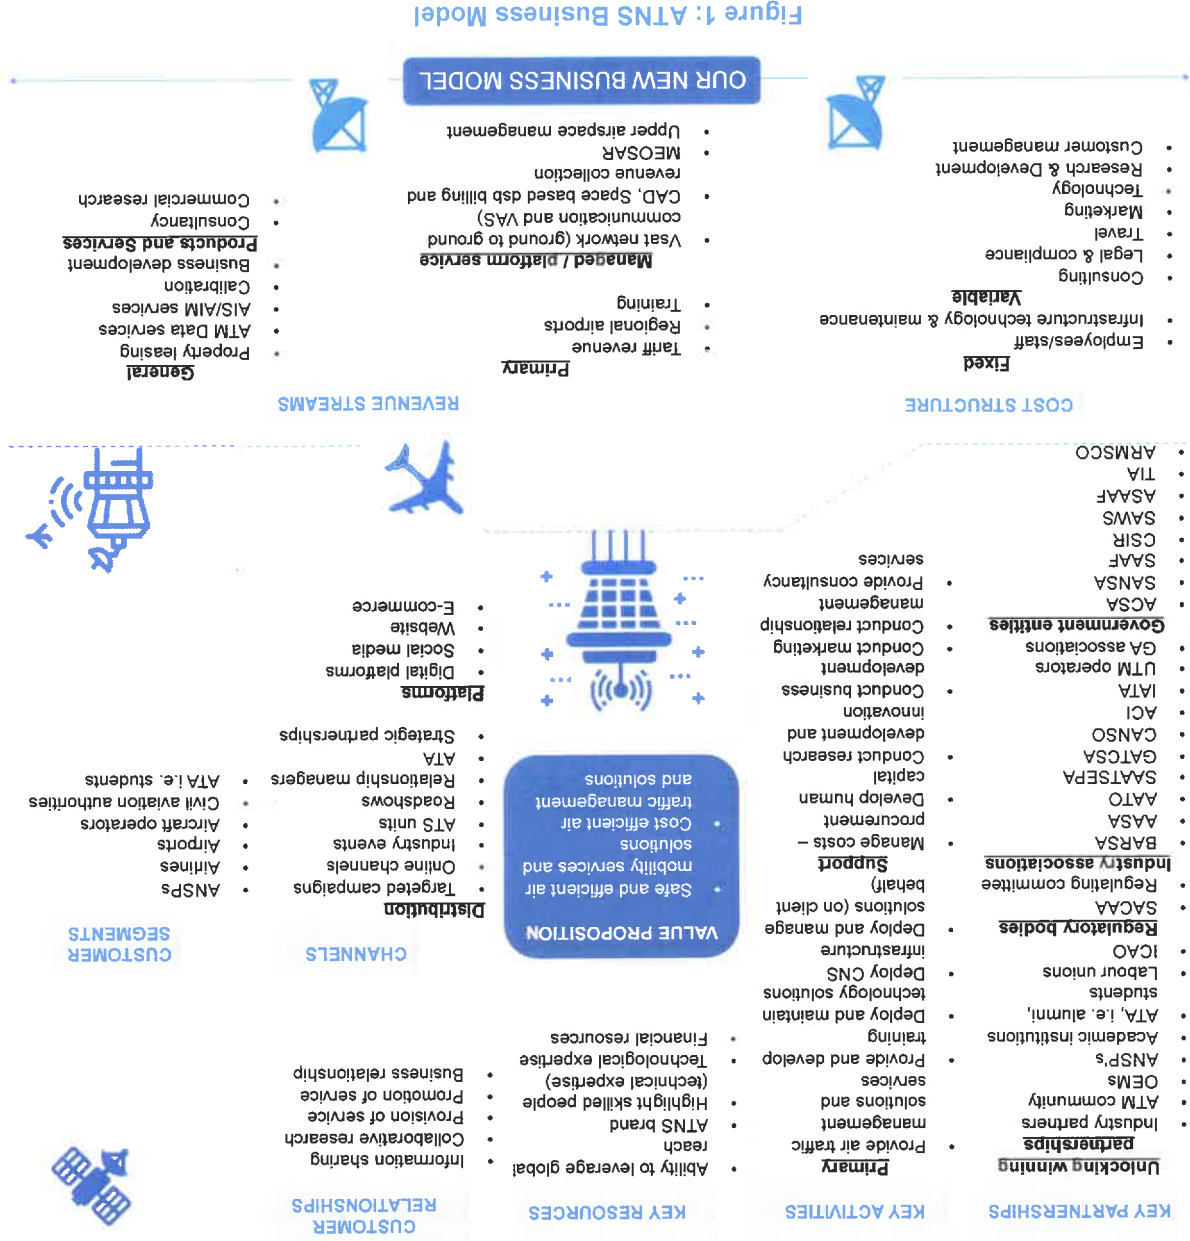 KEY PARTNERSHIPS
Unlocking winning
partnerships
• Industry partners
• ATM community
• OEMs
• ANSP's
• Academic institutions
• ATA, i.e. alumni,
students
• Labour unions
• ICAO
Regulatory bodies
• SACAA
• Regulating committee
Industry associations
• BARSA
• AASA
• AATO
• SAATSEPA
• GATCSA
• CANSO
• ACI
• IATA
• UTM operators
• GA associations
Government entities
• ACSA
• SANSA
• SAAF
• CSIR
• SAWS
• ASAAF
• TIA
• ARMSCO
KEY ACTIVITIES
Primary
• Provide air traffic
management
solutions and
services
• Provide and develop
training
• Deploy and maintain
technology solutions
• Deploy CNS
infrastructure
• Deploy and manage
solutions (on client
behalf)
Support
• Manage costs –
procurement
• Develop human
capital
• Conduct research
development and
innovation
• Conduct business
development
• Conduct marketing
• Conduct relationship
management
• Provide consultancy
services
KEY RESOURCES
• Ability to leverage global
reach
• ATNS brand
• Highlight skilled people
(technical expertise)
• Technological expertise
• Financial resources
VALUE PROPOSITION
• Safe and efficient air
mobility services and
solutions
• Cost efficient air
traffic management
and solutions
CUSTOMER
RELATIONSHIPS
• Information sharing
• Collaborative research
• Provision of service
• Promotion of service
• Business relationship
CHANNELS
Distribution
• Targeted campaigns
• Online channels
• Industry events
• ATS units
• Roadshows
• Relationship managers
• ATA
• Strategic partnerships
Platforms
• Digital platforms
• Social media
• Website
• E-commerce
CUSTOMER
SEGMENTS
• ANSPs
• Airlines
• Airports
• Aircraft operators
• Civil aviation authorities
• ATA i.e. students
COST STRUCTURE
Fixed
• Employees/staff
• Infrastructure technology & maintenance
Variable
• Consulting
• Legal & compliance
• Travel
• Marketing
• Technology
• Research & Development
• Customer management
REVENUE STREAMS
Primary
• Tariff revenue
• Regional airports
• Training
Managed / platform service
• Vsat network (ground to ground
communication and VAS)
• CAD, Space based dsb billing and
revenue collection
• MEOSAR
• Upper airspace management
General
• Property leasing
• ATM Data services
• AIS/AIM services
• Calibration
• Business development
Products and Services
• Consultancy
• Commercial research
OUR NEW BUSINESS MODEL
Figure 1: ATNS Business Model